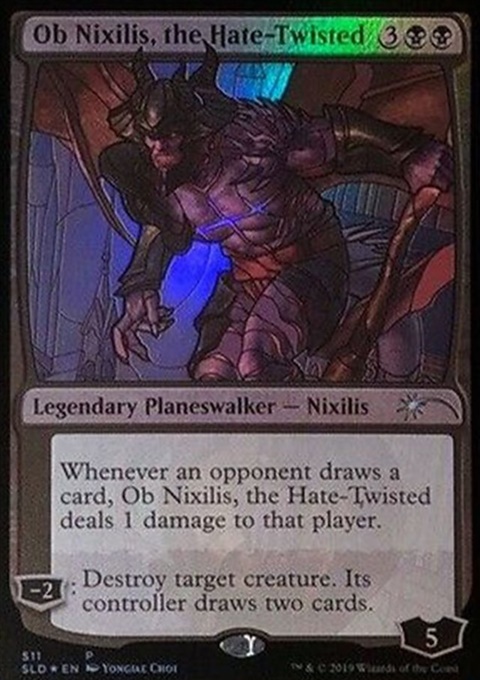 Ob Nixilis, the Hate-Twisted 3
Legendary Planeswalker — Nixilis
Whenever an opponent draws a
card, Ob Nixilis, the Hate-Twisted
deals 1 damage to that player.
-2 : Destroy target creature. Its
controller draws two cards.
5
511 P
SLD ★ EN Yongjae Choi
™ & © 2019 Wizards of the Coast